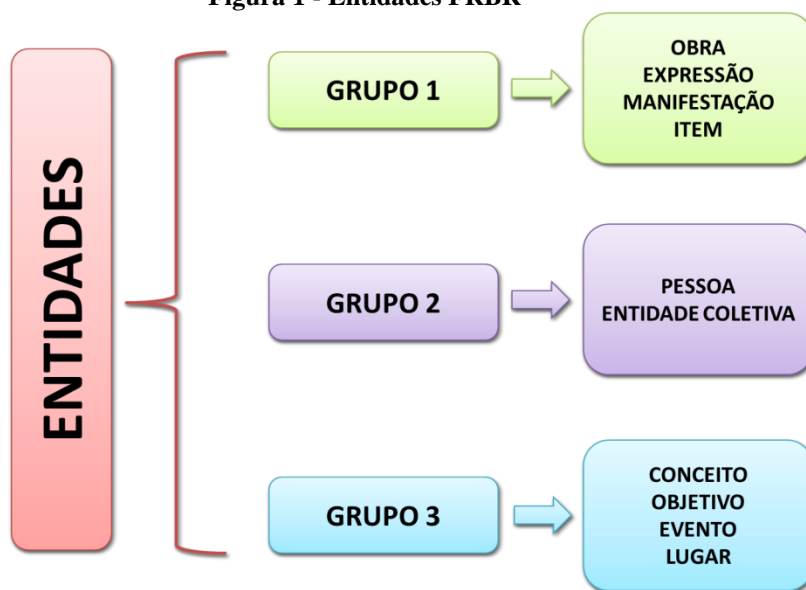 Figura 1 - Entidades FRBR
ENTIDADES
GRUPO 1
OBRA
EXPRESSÃO
MANIFESTAÇÃO
ITEM
GRUPO 2
PESSOA
ENTIDADE COLETIVA
GRUPO 3
CONCEITO
OBJETIVO
EVENTO
LUGAR